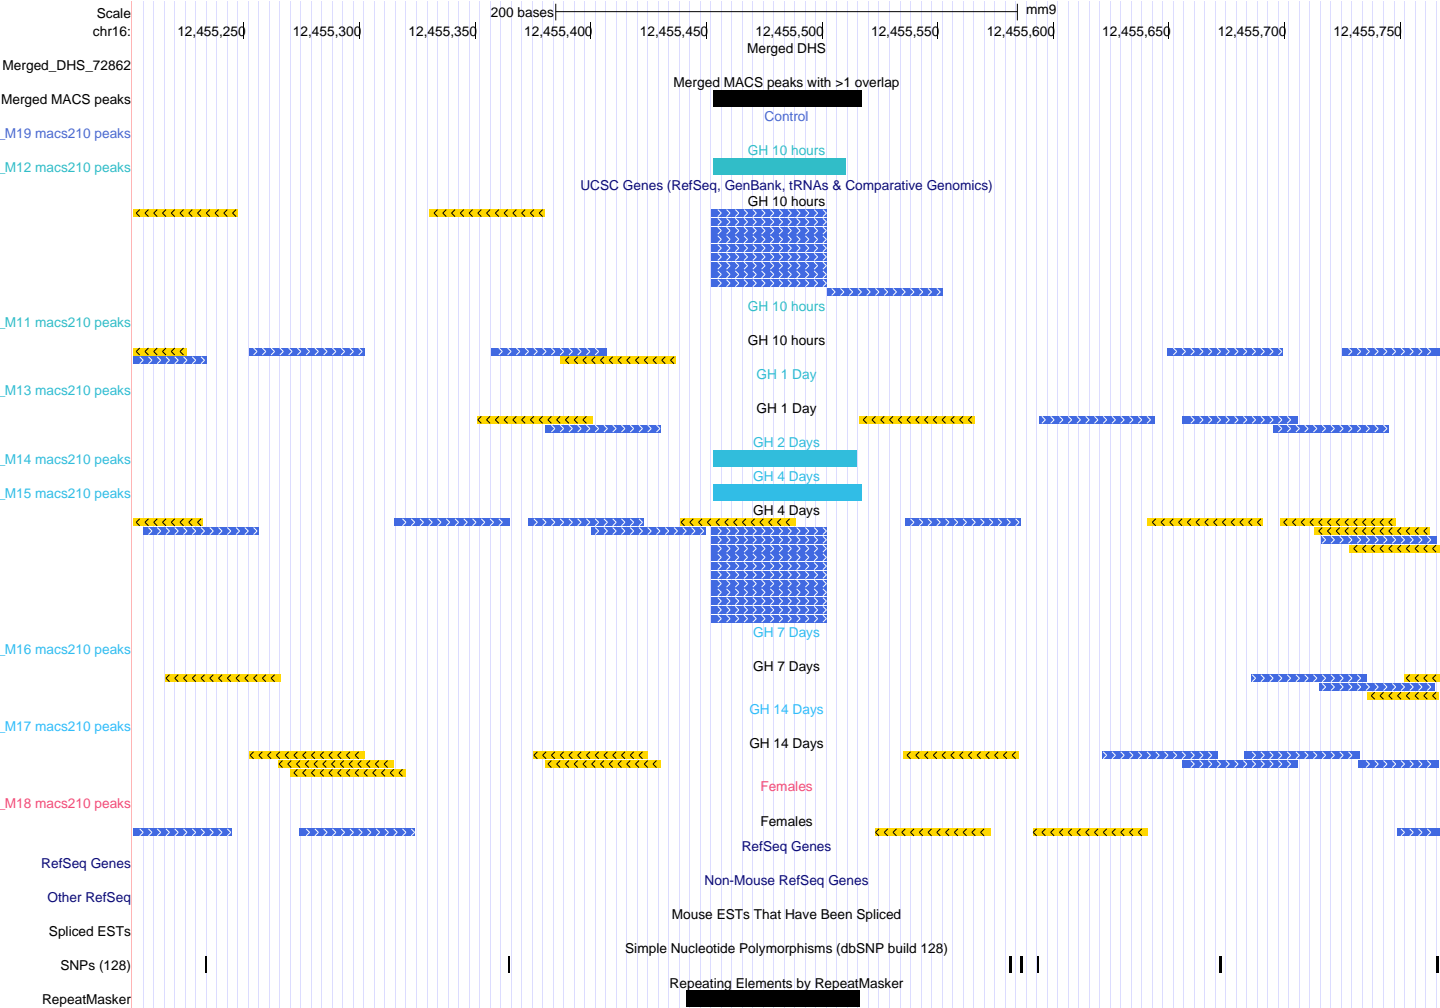 Scale 200 bases mm9
chr16: 12,455,250 12,455,300 12,455,350 12,455,400 12,455,450 12,455,500 12,455,550 12,455,600 12,455,650 12,455,700 12,455,750
Merged DHS
Merged_DHS_72862
Merged MACS peaks with >1 overlap
Merged MACS peaks
Control
_M19 macs210 peaks
GH 10 hours
_M12 macs210 peaks
UCSC Genes (RefSeq, GenBank, tRNAs & Comparative Genomics)
GH 10 hours
GH 10 hours
_M11 macs210 peaks
GH 10 hours
GH 1 Day
_M13 macs210 peaks
GH 1 Day
GH 2 Days
_M14 macs210 peaks
GH 4 Days
_M15 macs210 peaks
GH 4 Days
GH 7 Days
_M16 macs210 peaks
GH 7 Days
GH 14 Days
_M17 macs210 peaks
GH 14 Days
Females
_M18 macs210 peaks
Females
RefSeq Genes
RefSeq Genes
Non-Mouse RefSeq Genes
Other RefSeq
Mouse ESTs That Have Been Spliced
Spliced ESTs
Simple Nucleotide Polymorphisms (dbSNP build 128)
SNPs (128)
Repeating Elements by RepeatMasker
RepeatMasker